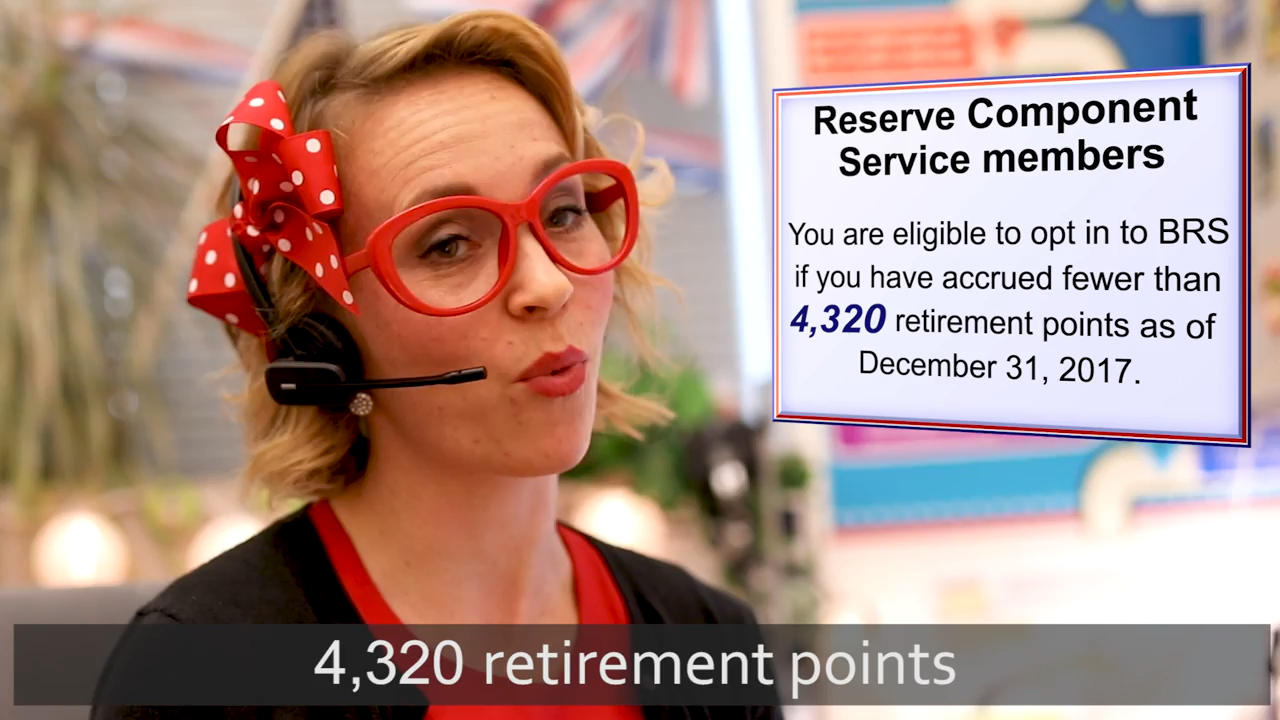 Reserve Component
Service members
You are eligible to opt in to BRS
if you have accrued fewer than
4,320 retirement points as of
December 31, 2017.
4,320 retirement points